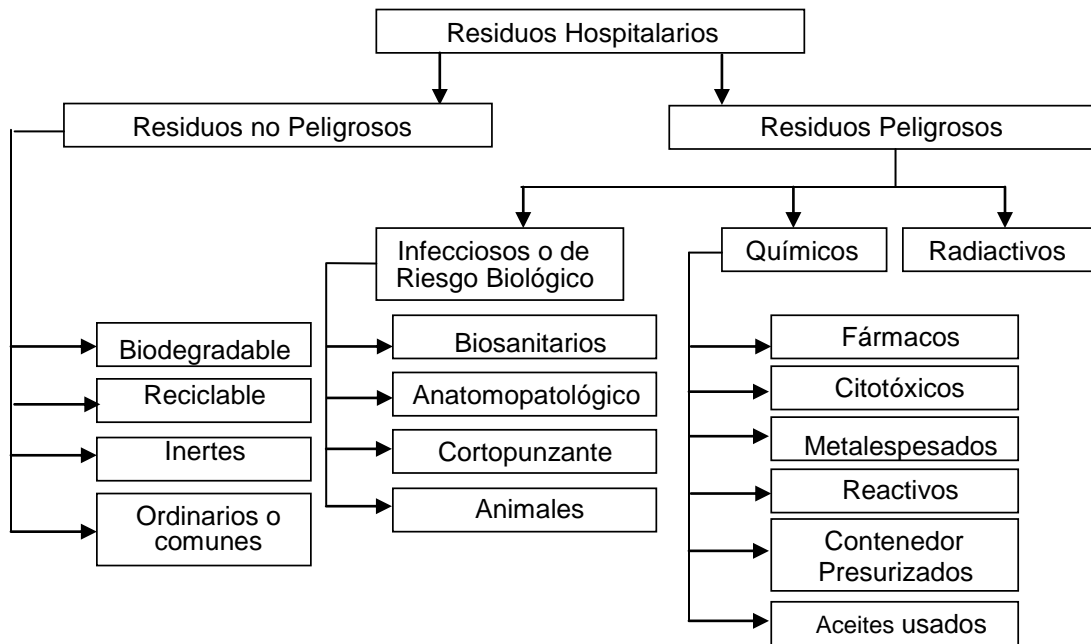 Residuos Hospitalarios
Residuos no Peligrosos
Residuos Peligrosos
Infecciosos o de
Riesgo Biológico
Químicos
Radiactivos
Biodegradable
Reciclable
Inertes
Ordinarios o
comunes
Biosanitarios
Anatomopatológico
Cortopunzante
Animales
Fármacos
Citotóxicos
Metalespesados
Reactivos
Contenedor
Presurizados
Aceites usados